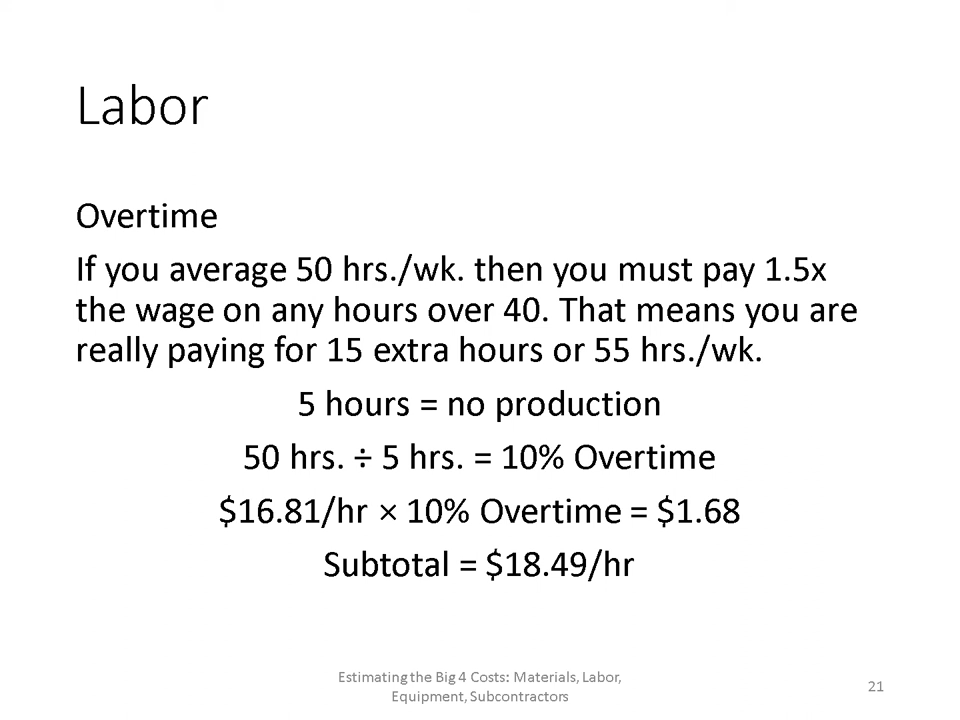 Labor
Overtime
If you average 50 hrs./wk. then you must pay 1.5x
the wage on any hours over 40. That means you are
really paying for 15 extra hours or 55 hrs./wk.
5 hours = no production
50 hrs. ÷ 5 hrs. = 10% Overtime
$16.81/hr × 10% Overtime = $1.68
Subtotal = $18.49/hr
Estimating the Big 4 Costs: Materials, Labor,
Equipment, Subcontractors
21